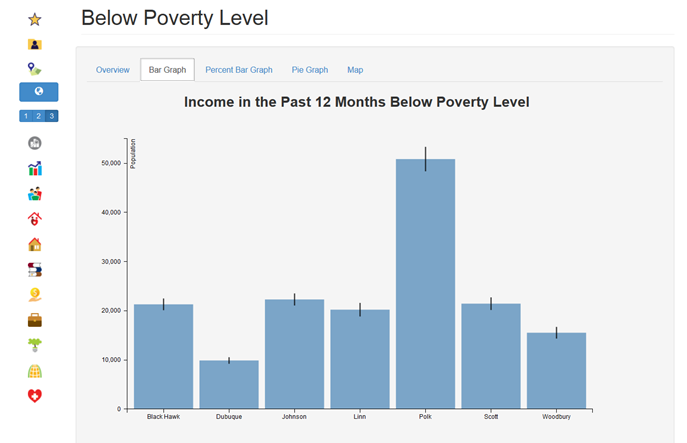 Below Poverty Level
Overview Bar Graph Percent Bar Graph Pie Graph Map
1 2 3
Income in the Past 12 Months Below Poverty Level
Population
50,000
40,000
30,000
20,000
10,000
0
Black Hawk Dubuque Johnson Linn Polk Scott Woodbury